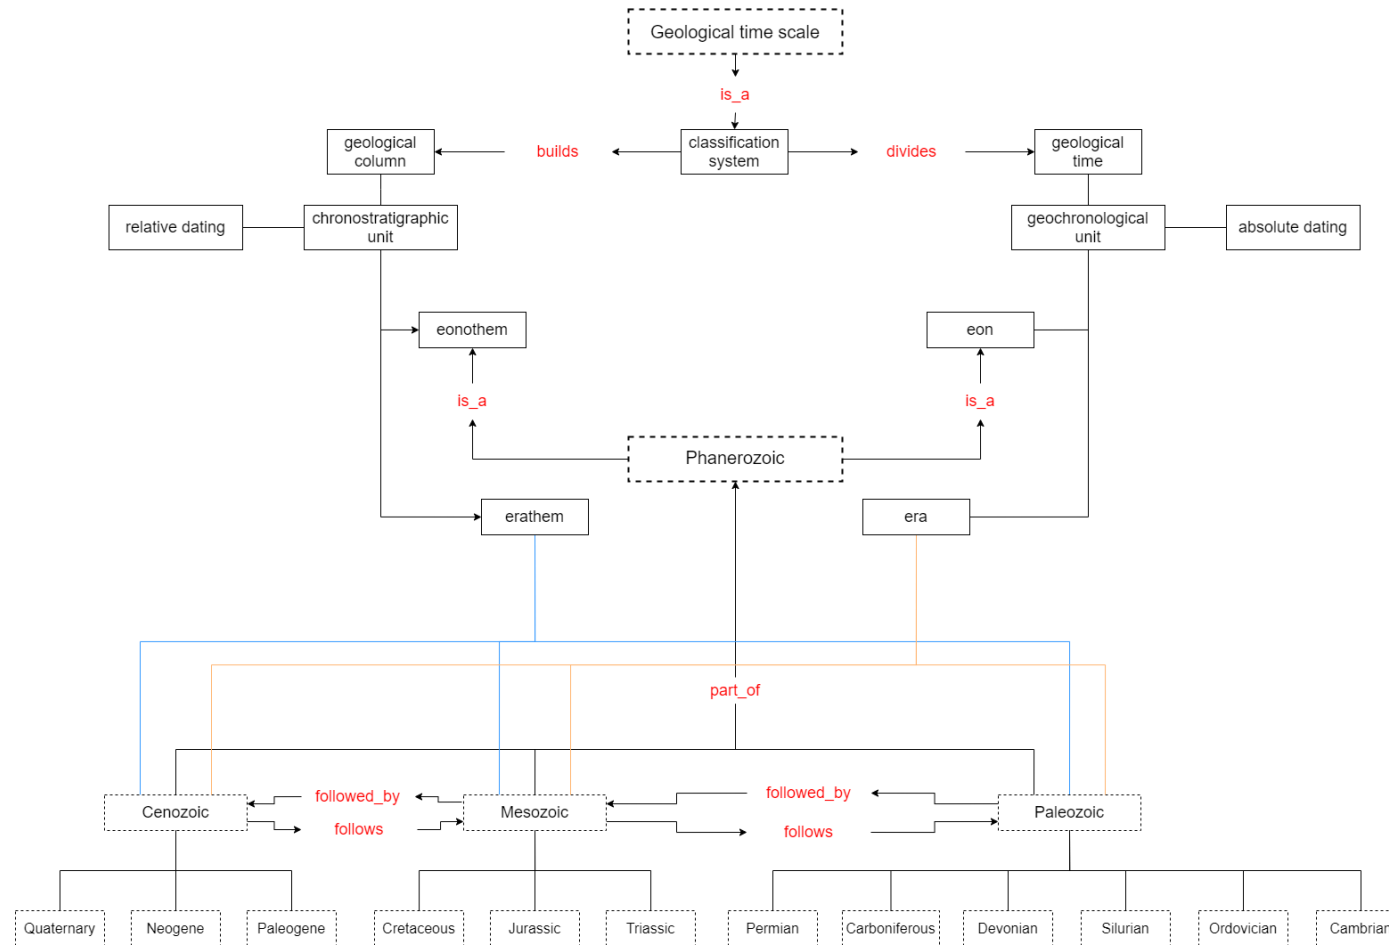 Geological time scale
is_a
geological
column
builds
classification
system
divides
geological
time
relative dating
chronostratigraphic
unit
geochronological
unit
absolute dating
eonothem
eon
is_a
is_a
Phanerozoic
erathem
era
part_of
followed_by
followed_by
Cenozoic
Mesozoic
Paleozoic
follows
follows
Quaternary
Neogene
Paleogene
Cretaceous
Jurassic
Triassic
Permian
Carboniferous
Devonian
Silurian
Ordovician
Cambrian